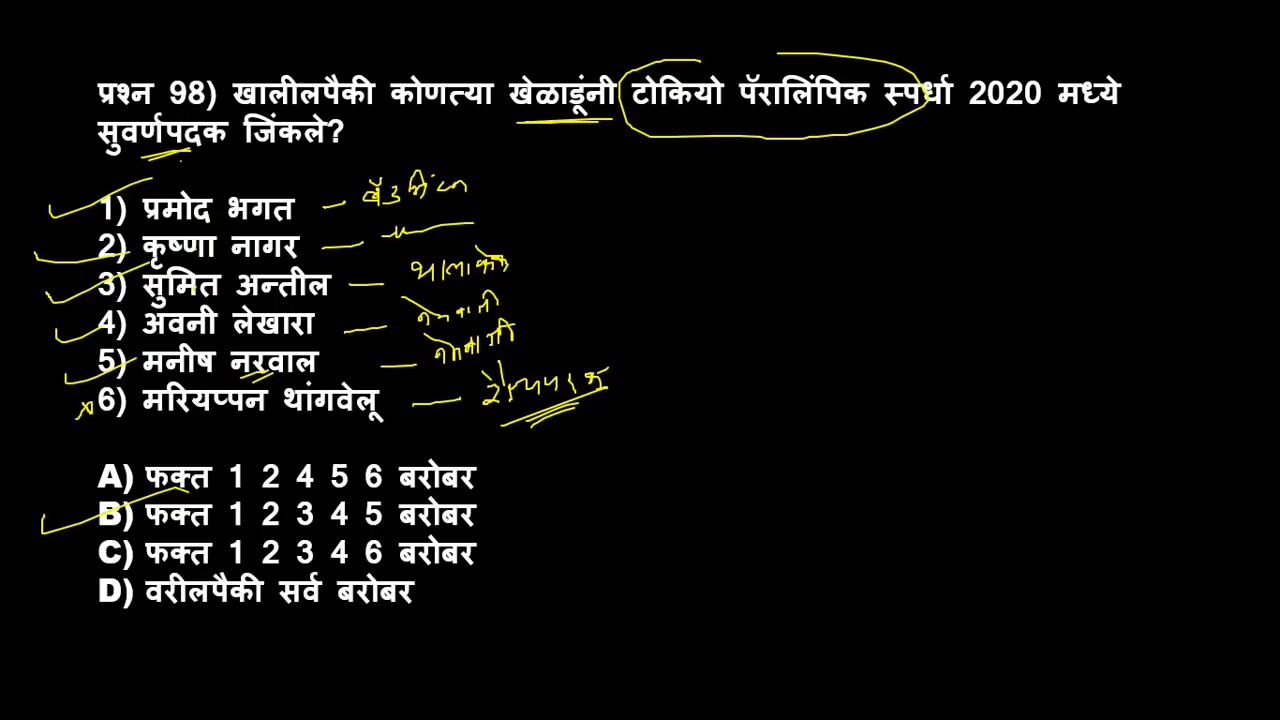 प्रश्न 98) खालीलपैकी कोणत्या खेळाडूंनी टोकियो पॅरालिंपिक स्पर्धा 2020 मध्ये
सुवर्णपदक जिंकले?
1) प्रमोद भगत —
2) कृष्णा नागर —
3) सुमित अन्तील —
4) अवनी लेखारा —
5) मनीष नरवाल —
6) मरियप्पन थांगवेलू —
A) फक्त 1 2 4 5 6 बरोबर
B) फक्त 1 2 3 4 5 बरोबर
C) फक्त 1 2 3 4 6 बरोबर
D) वरीलपैकी सर्व बरोबर